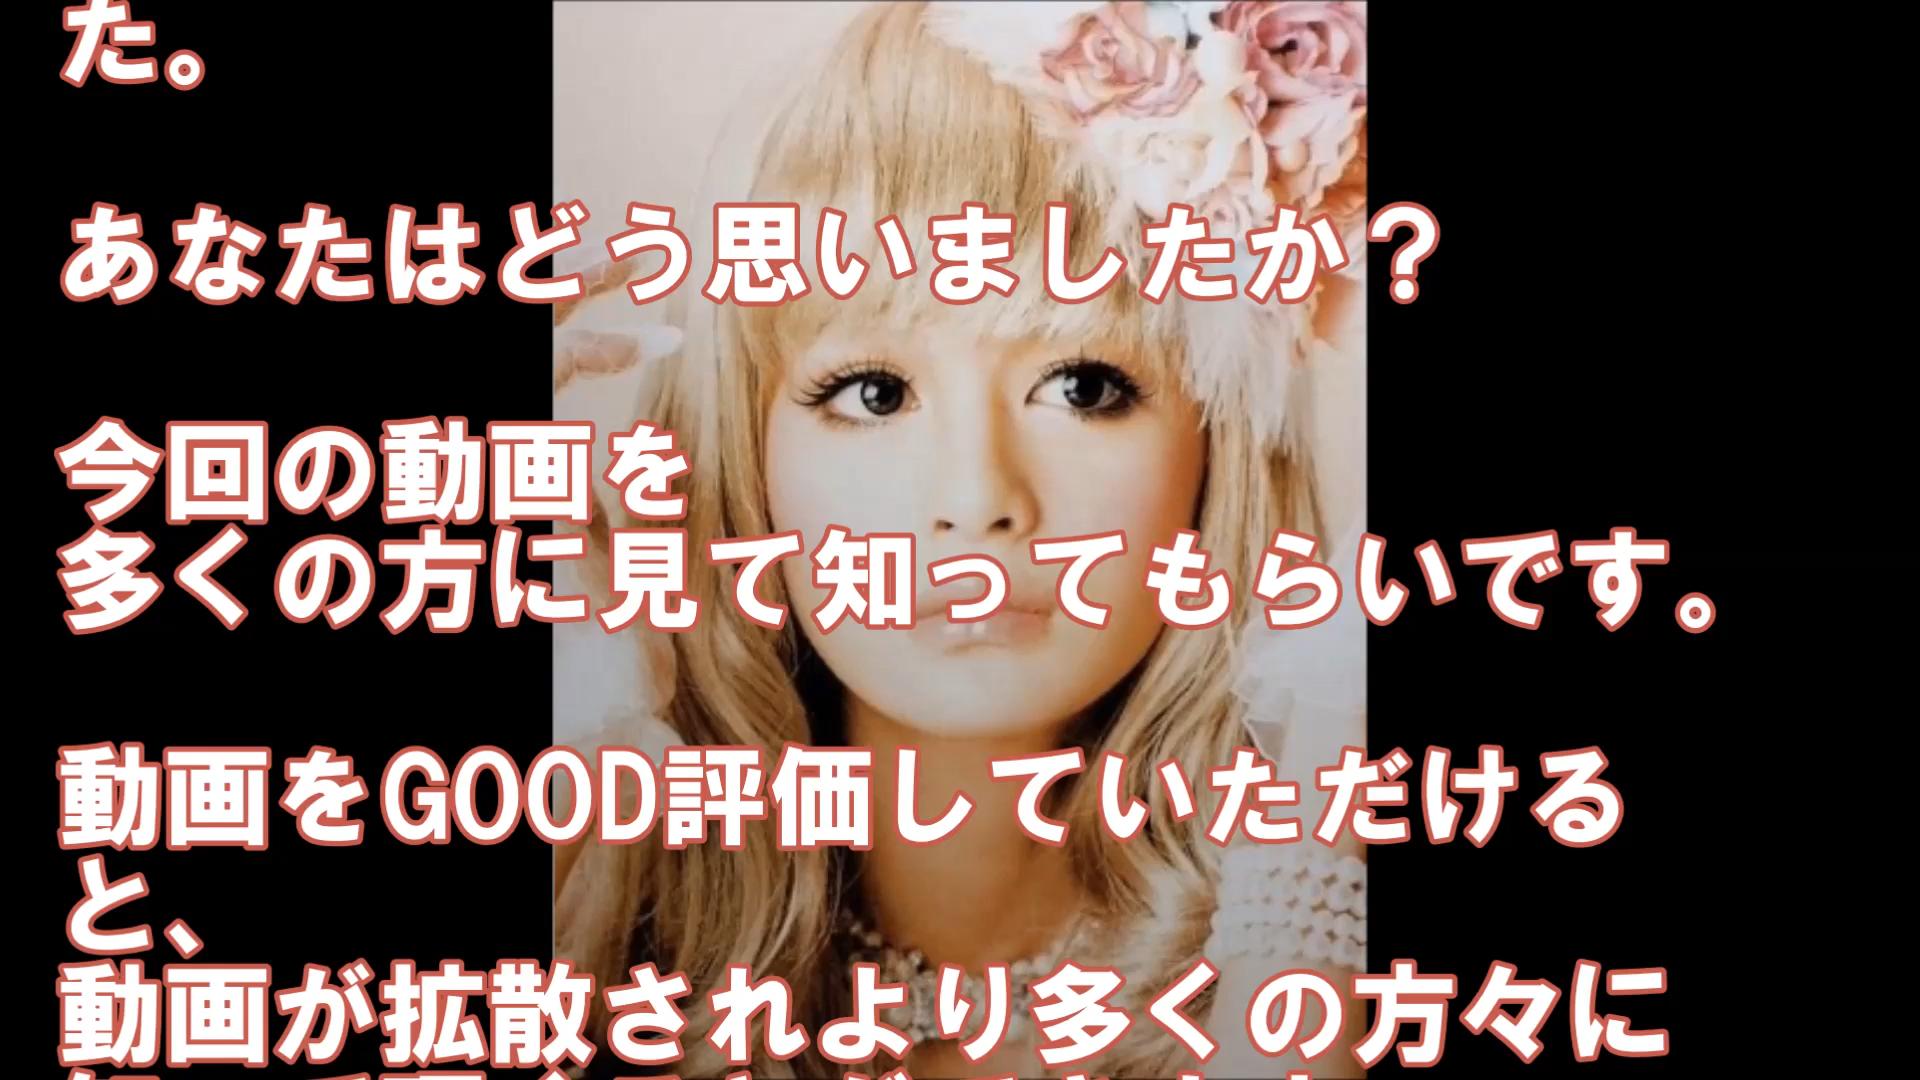 た。
あなたはどう思いましたか？
今回の動画を
多くの方に見て知ってもらいです。
動画をGOOD評価していただける
と、
動画が拡散されより多くの方々に